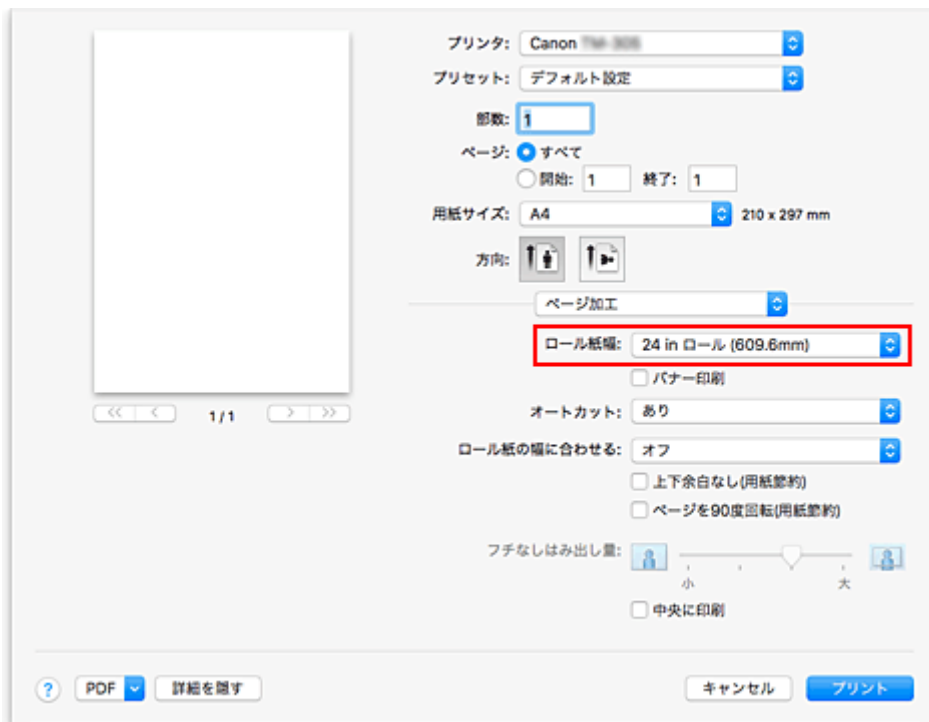 プリンタ: Canon
プリセット: デフォルト設定
部数: 1
ページ: すべて
開始: 1 終了: 1
用紙サイズ: A4 210 x 297 mm
方向:
ページ加工
ロール紙幅: 24 in ロール (609.6mm)
バナー印刷
オートカット: あり
<< < 1 / 1 > >>
ロール紙の幅に合わせる: オフ
上下余白なし(用紙節約)
ページを90度回転(用紙節約)
フチなしはみ出し量:
小 大
中央に印刷
? PDF 詳細を隠す キャンセル プリント